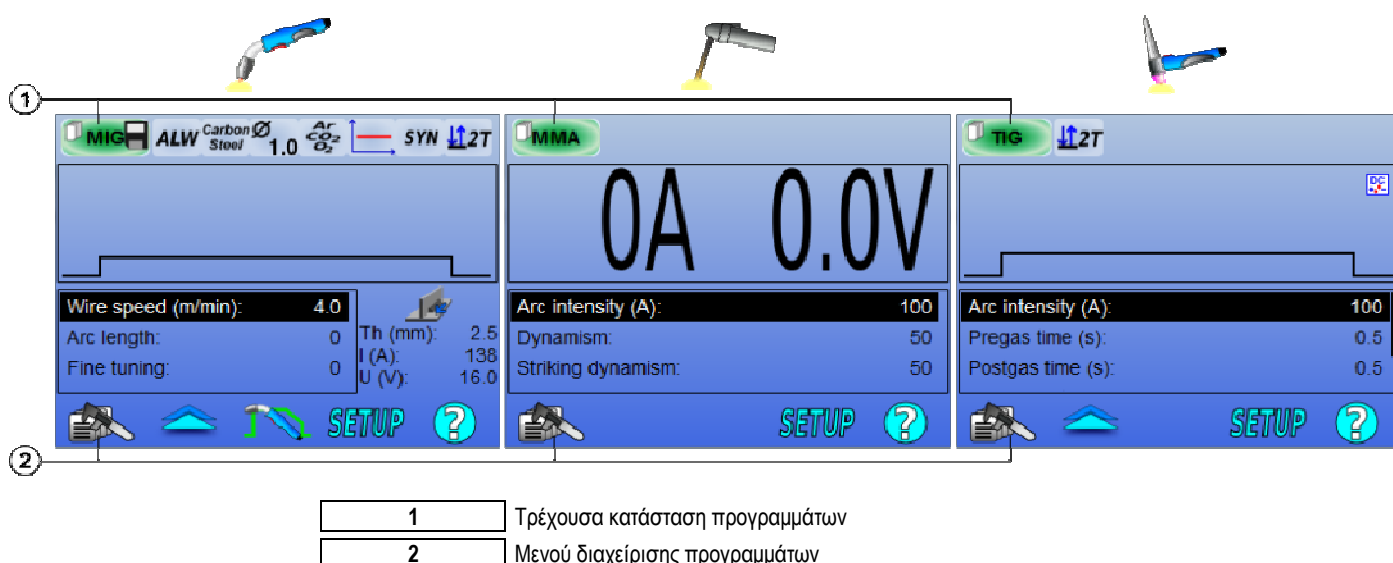 1
MIG ALW Carbon Steel Ø 1.0 Ar CO2 O2 SYN 2T
Wire speed (m/min): 4.0
Arc length: 0
Fine tuning: 0
Th (mm): 2.5
I (A): 138
U (V): 16.0
SETUP ?
MMA
0A 0.0V
Arc intensity (A): 100
Dynamism: 50
Striking dynamism: 50
SETUP ?
TIG 2T
DC
Arc intensity (A): 100
Pregas time (s): 0.5
Postgas time (s): 0.5
SETUP ?
2
1 Τρέχουσα κατάσταση προγραμμάτων
2 Μενού διαχείρισης προγραμμάτων